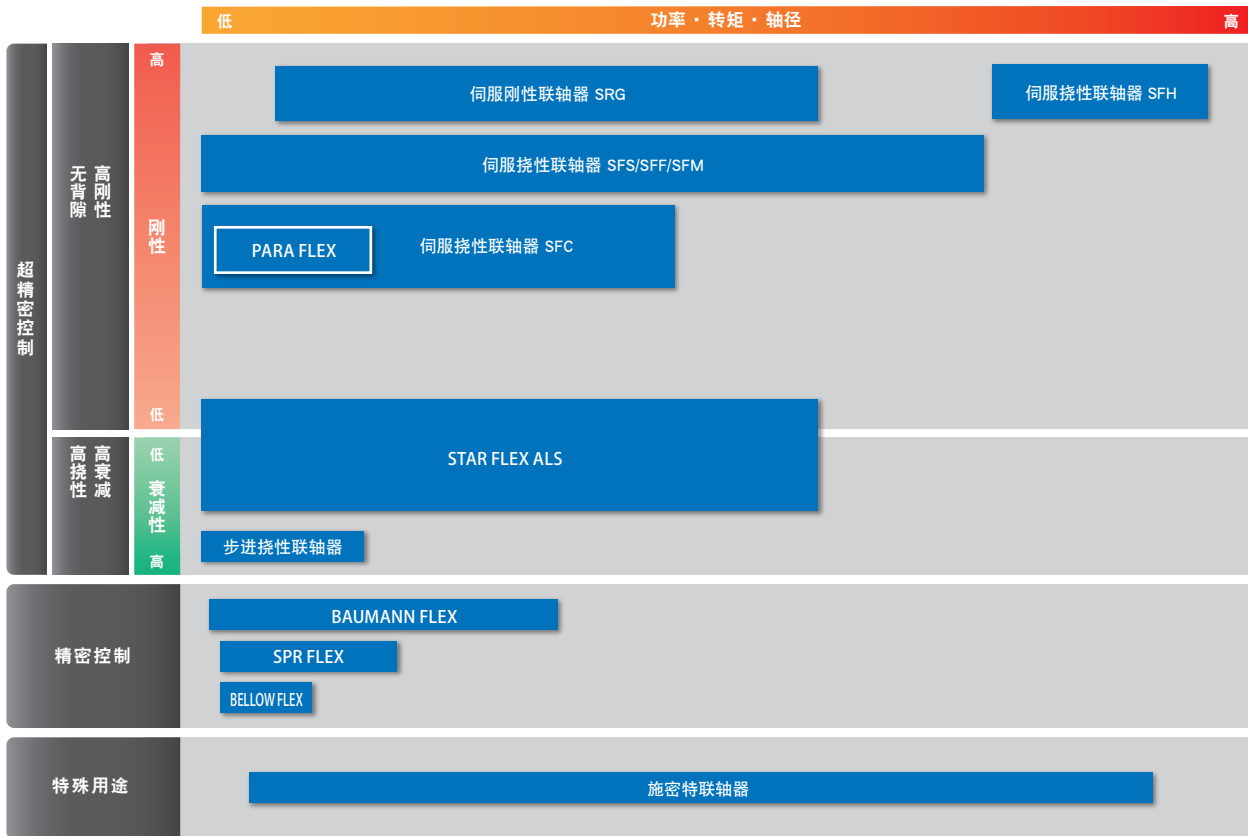 低
功率・转矩・轴径
高
超精密控制
高刚性
无背隙
高
刚性
低
伺服刚性联轴器 SRG
伺服挠性联轴器 SFH
伺服挠性联轴器 SFS/SFF/SFM
PARA FLEX
伺服挠性联轴器 SFC
高衰减
高挠性
低
衰减性
高
STAR FLEX ALS
步进挠性联轴器
精密控制
BAUMANN FLEX
SPR FLEX
BELLOW FLEX
特殊用途
施密特联轴器